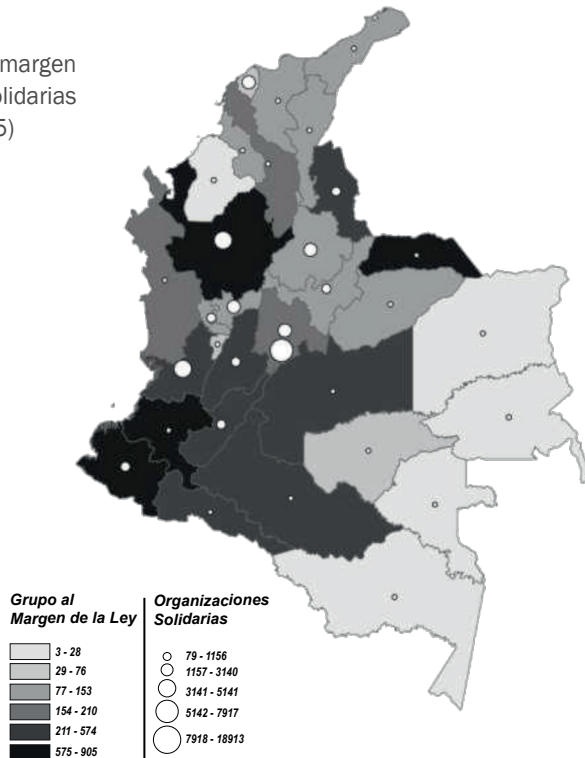 margen
olidarias
5)
Grupo al
Margen de la Ley
3 - 28
29 - 76
77 - 153
154 - 210
211 - 574
575 - 905
Organizaciones
Solidarias
79 - 1156
1157 - 3140
3141 - 5141
5142 - 7917
7918 - 18913